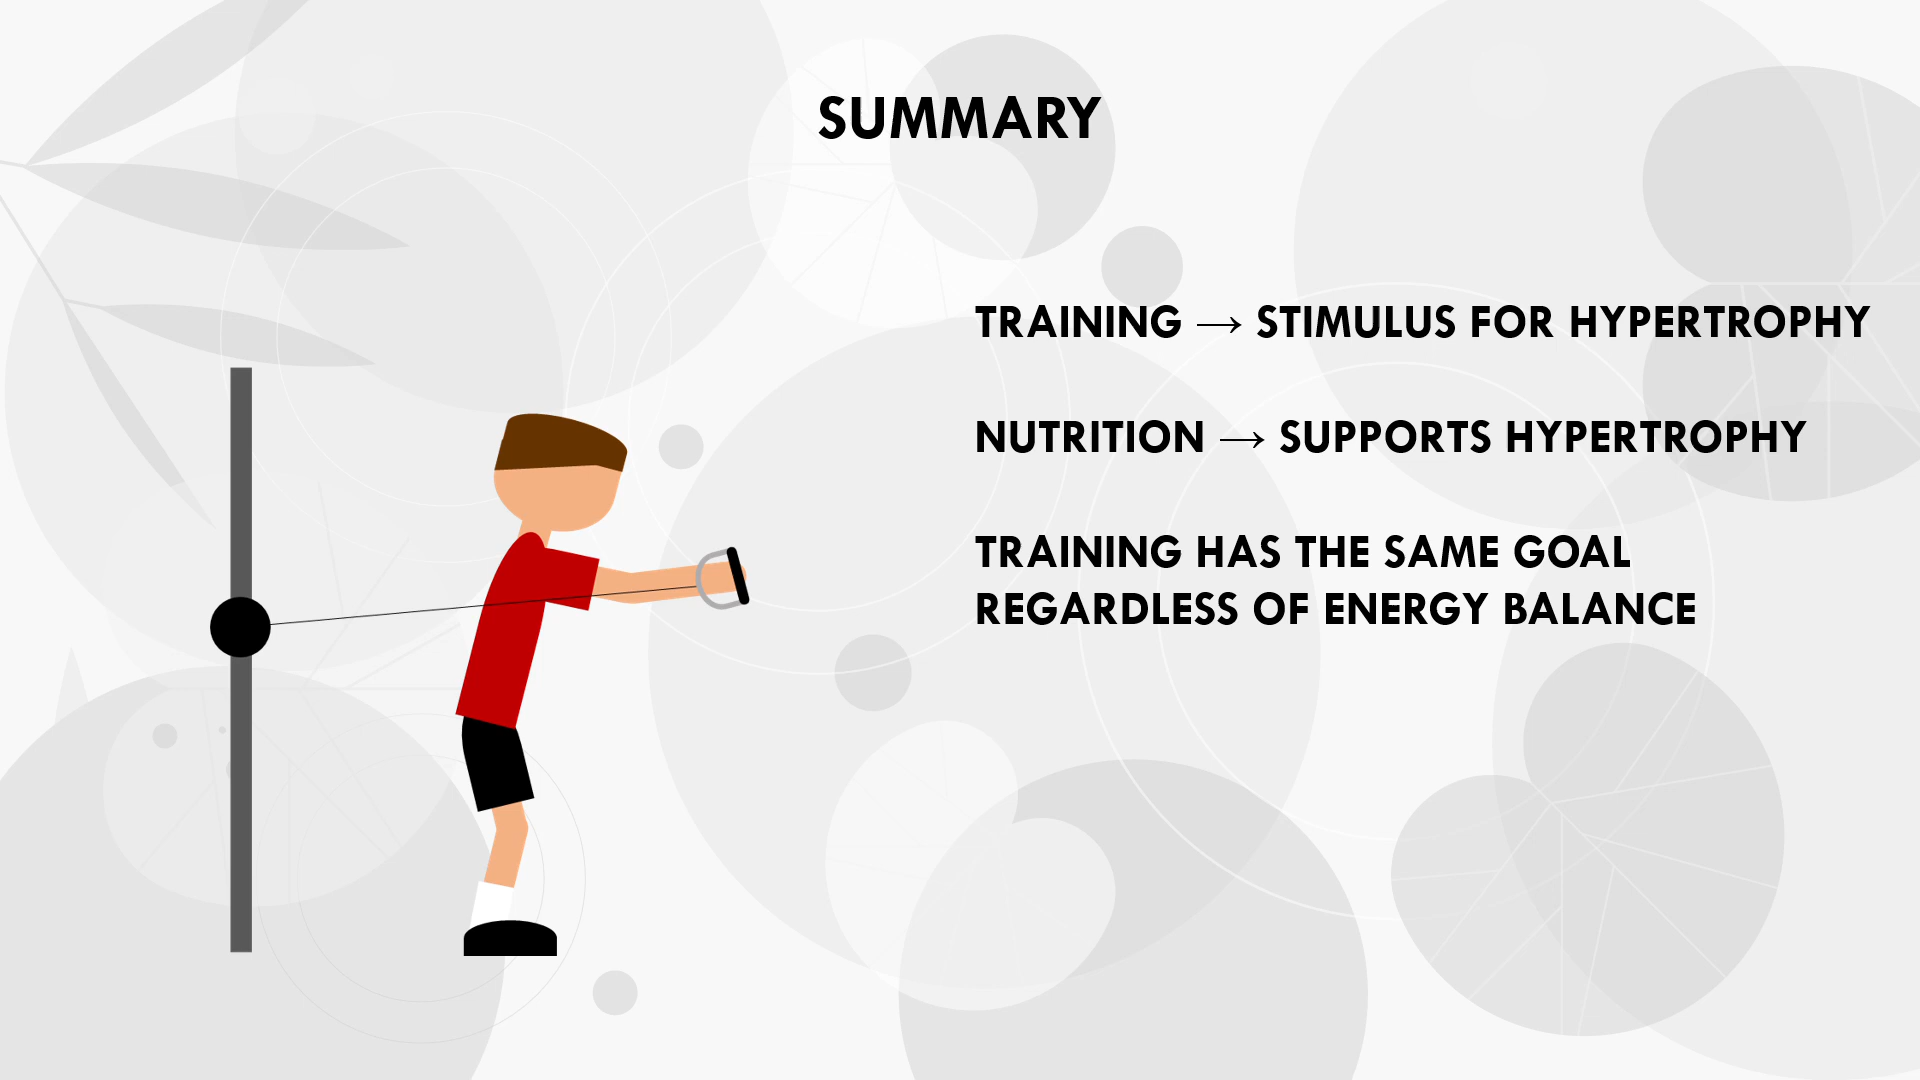 SUMMARY
TRAINING → STIMULUS FOR HYPERTROPHY
NUTRITION → SUPPORTS HYPERTROPHY
TRAINING HAS THE SAME GOAL
REGARDLESS OF ENERGY BALANCE